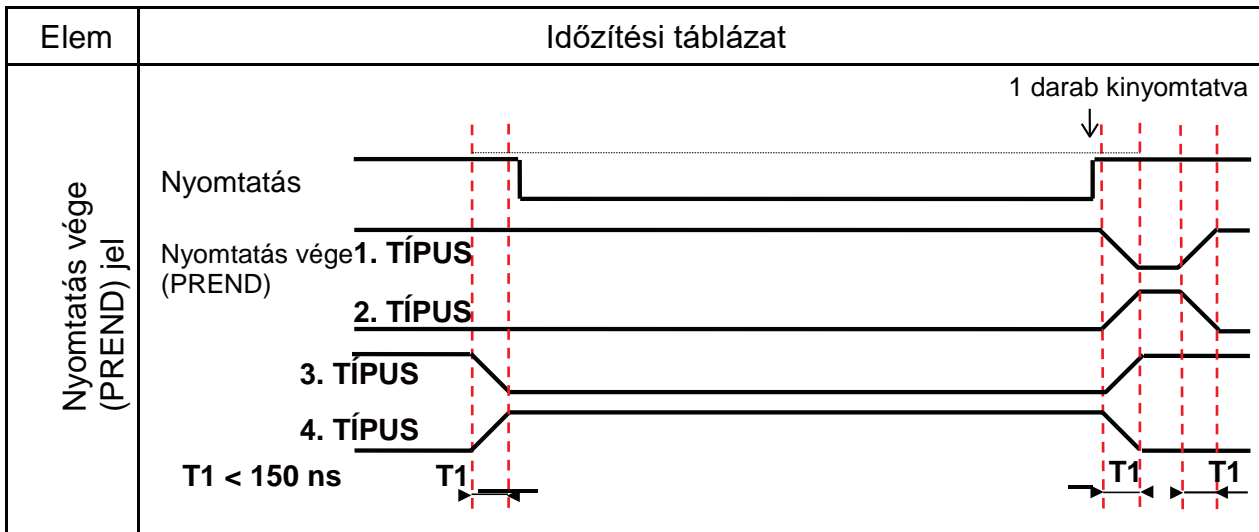 Elem
Időzítési táblázat
1 darab kinyomtatva
Nyomtatás vége
(PREND) jel
Nyomtatás
Nyomtatás vége 1. TÍPUS
(PREND)
2. TÍPUS
3. TÍPUS
4. TÍPUS
T1 < 150 ns T1 T1 T1